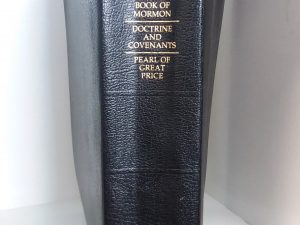 BOOK OF
MORMON
DOCTRINE
AND
COVENANTS
PEARL OF
GREAT
PRICE